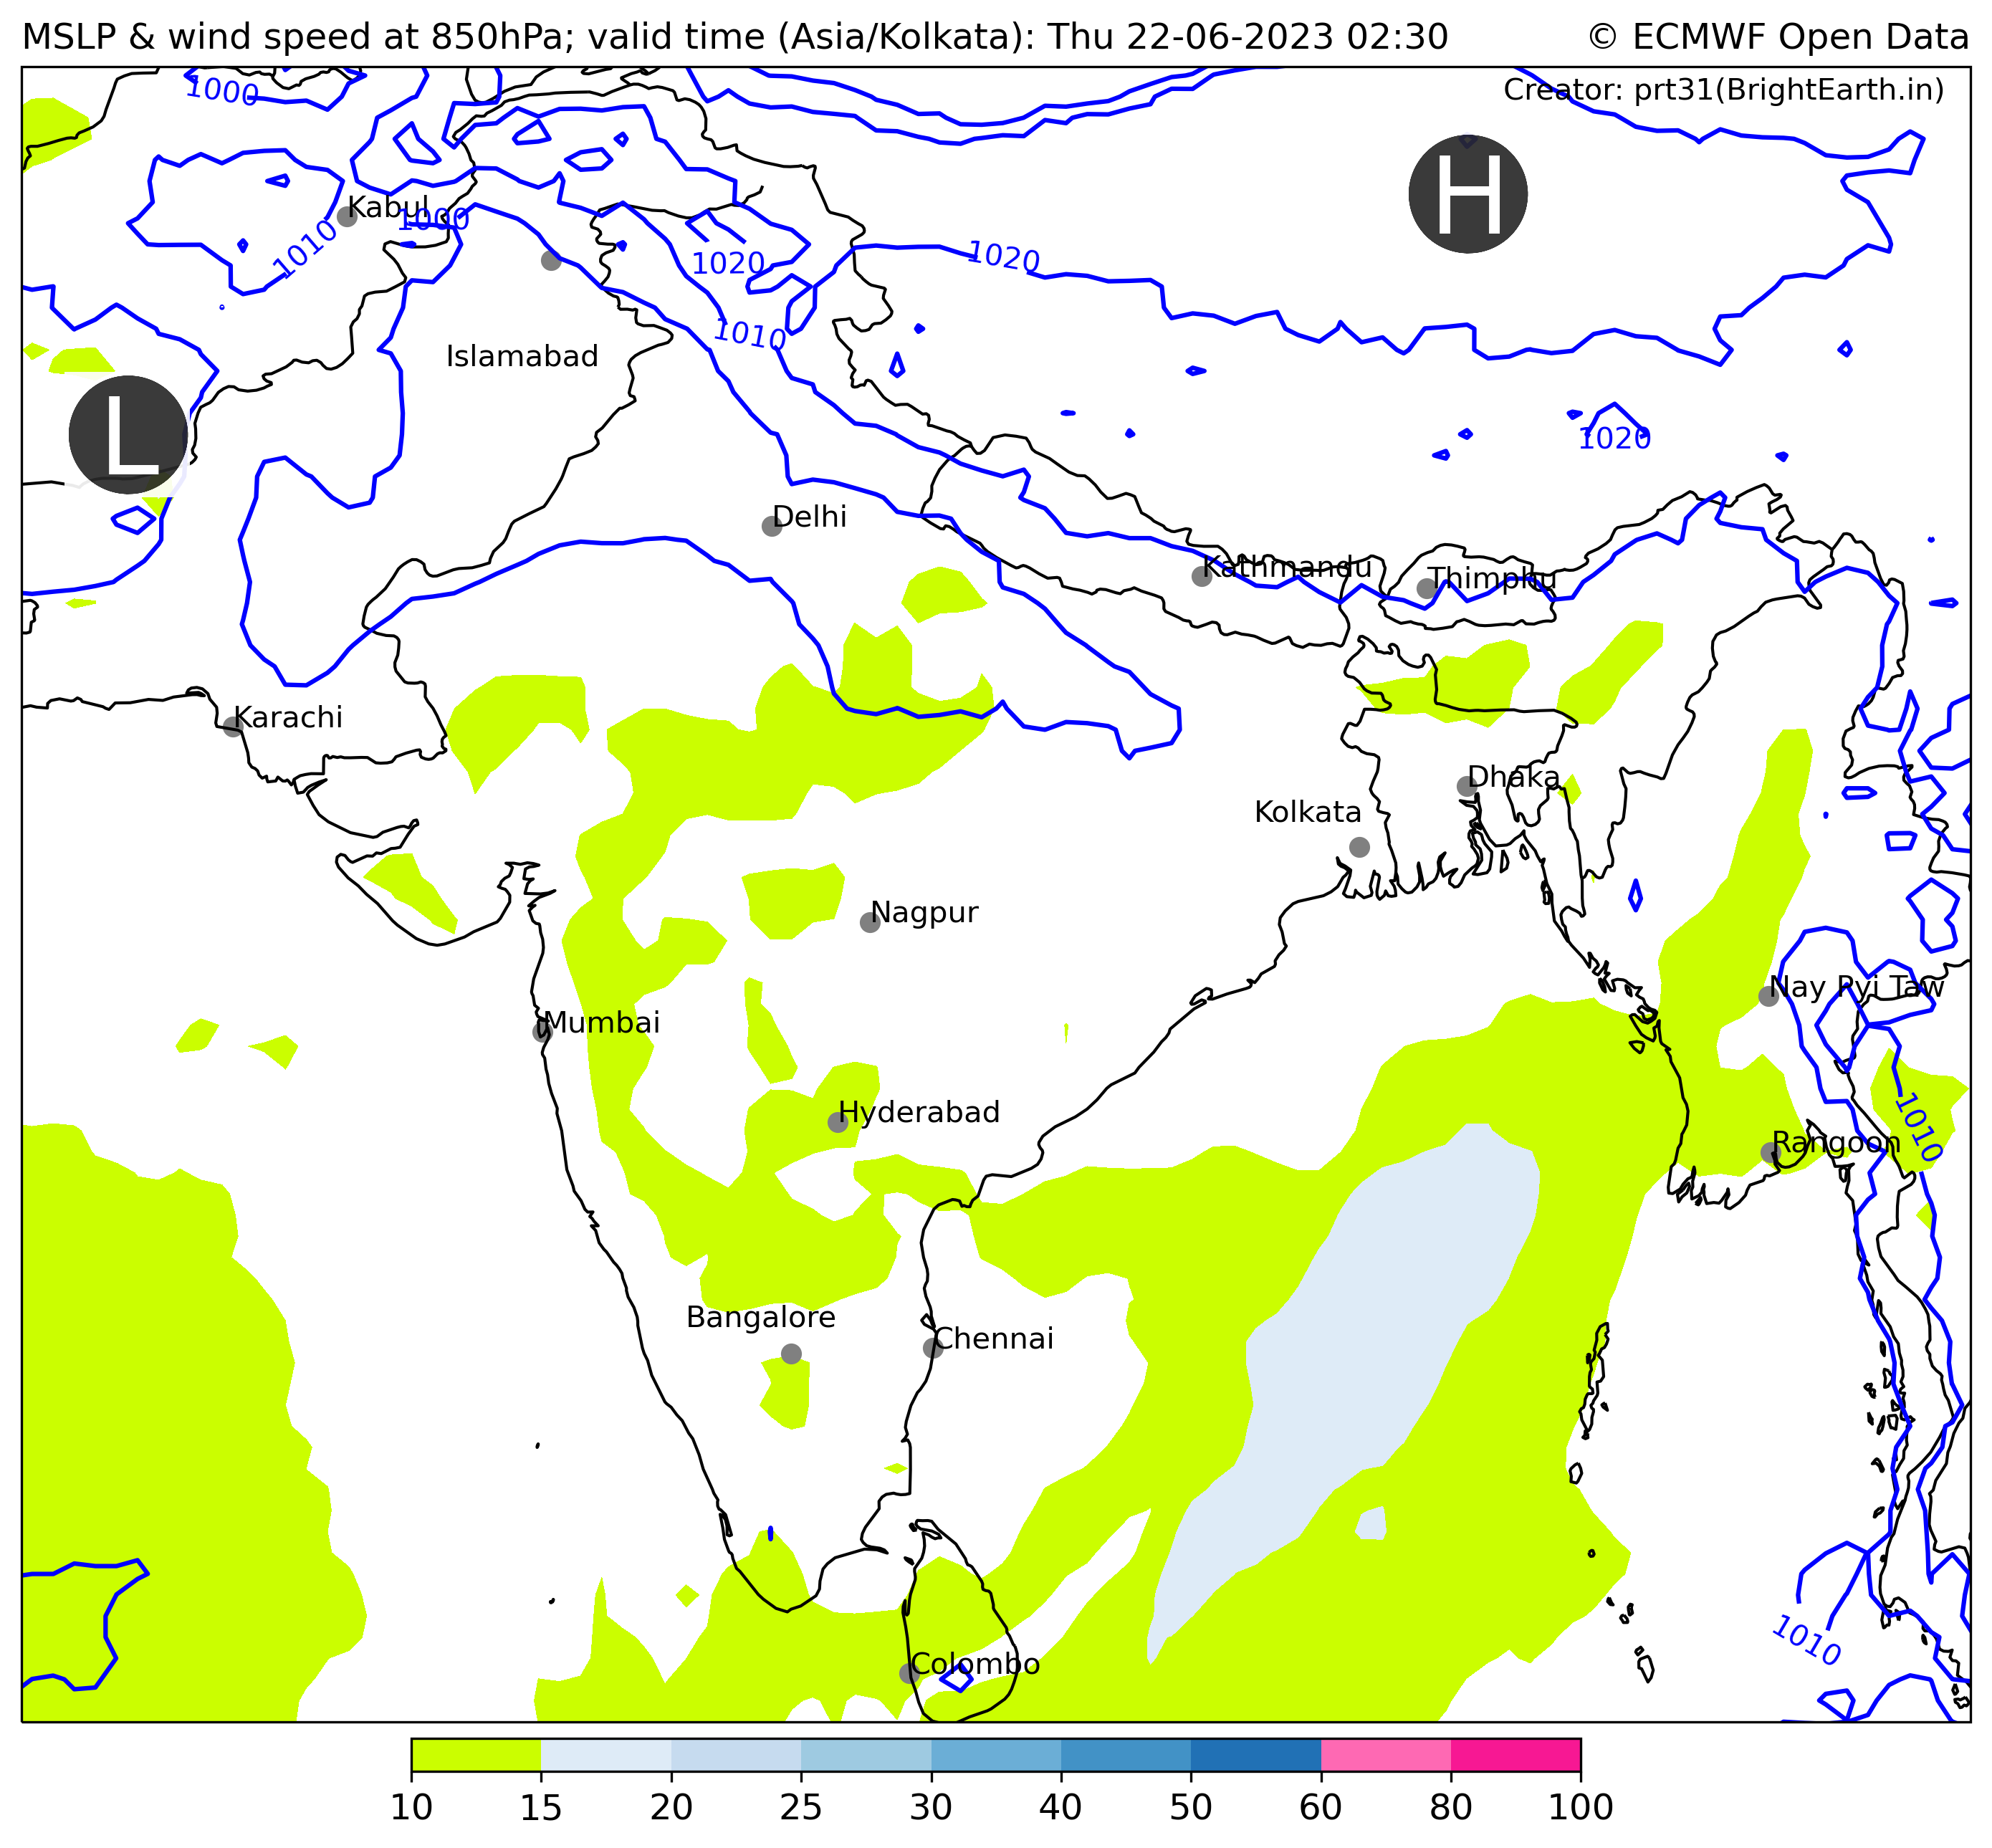 MSLP & wind speed at 850hPa; valid time (Asia/Kolkata): Thu 22-06-2023 02:30 © ECMWF Open Data
Creator: prt31(BrightEarth.in)
1000
H
Kabul
1000
1010
1020
1020
1010
Islamabad
L
1020
Delhi
Kathmandu
Thimphu
Karachi
Dhaka
Kolkata
Nagpur
Nay Pyi Taw
Mumbai
Hyderabad
1010
Rangoon
Bangalore
Chennai
1010
Colombo
10 15 20 25 30 40 50 60 80 100